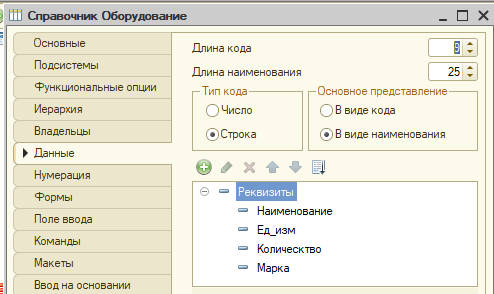 Справочник Оборудование
Основные
Подсистемы
Функциональные опции
Иерархия
Владельцы
Данные
Нумерация
Формы
Поле ввода
Команды
Макеты
Ввод на основании
Длина кода 9
Длина наименования 25
Тип кода
Число
Строка
Основное представление
В виде кода
В виде наименования
Реквизиты
Наименование
Ед_изм
Колическтво
Марка